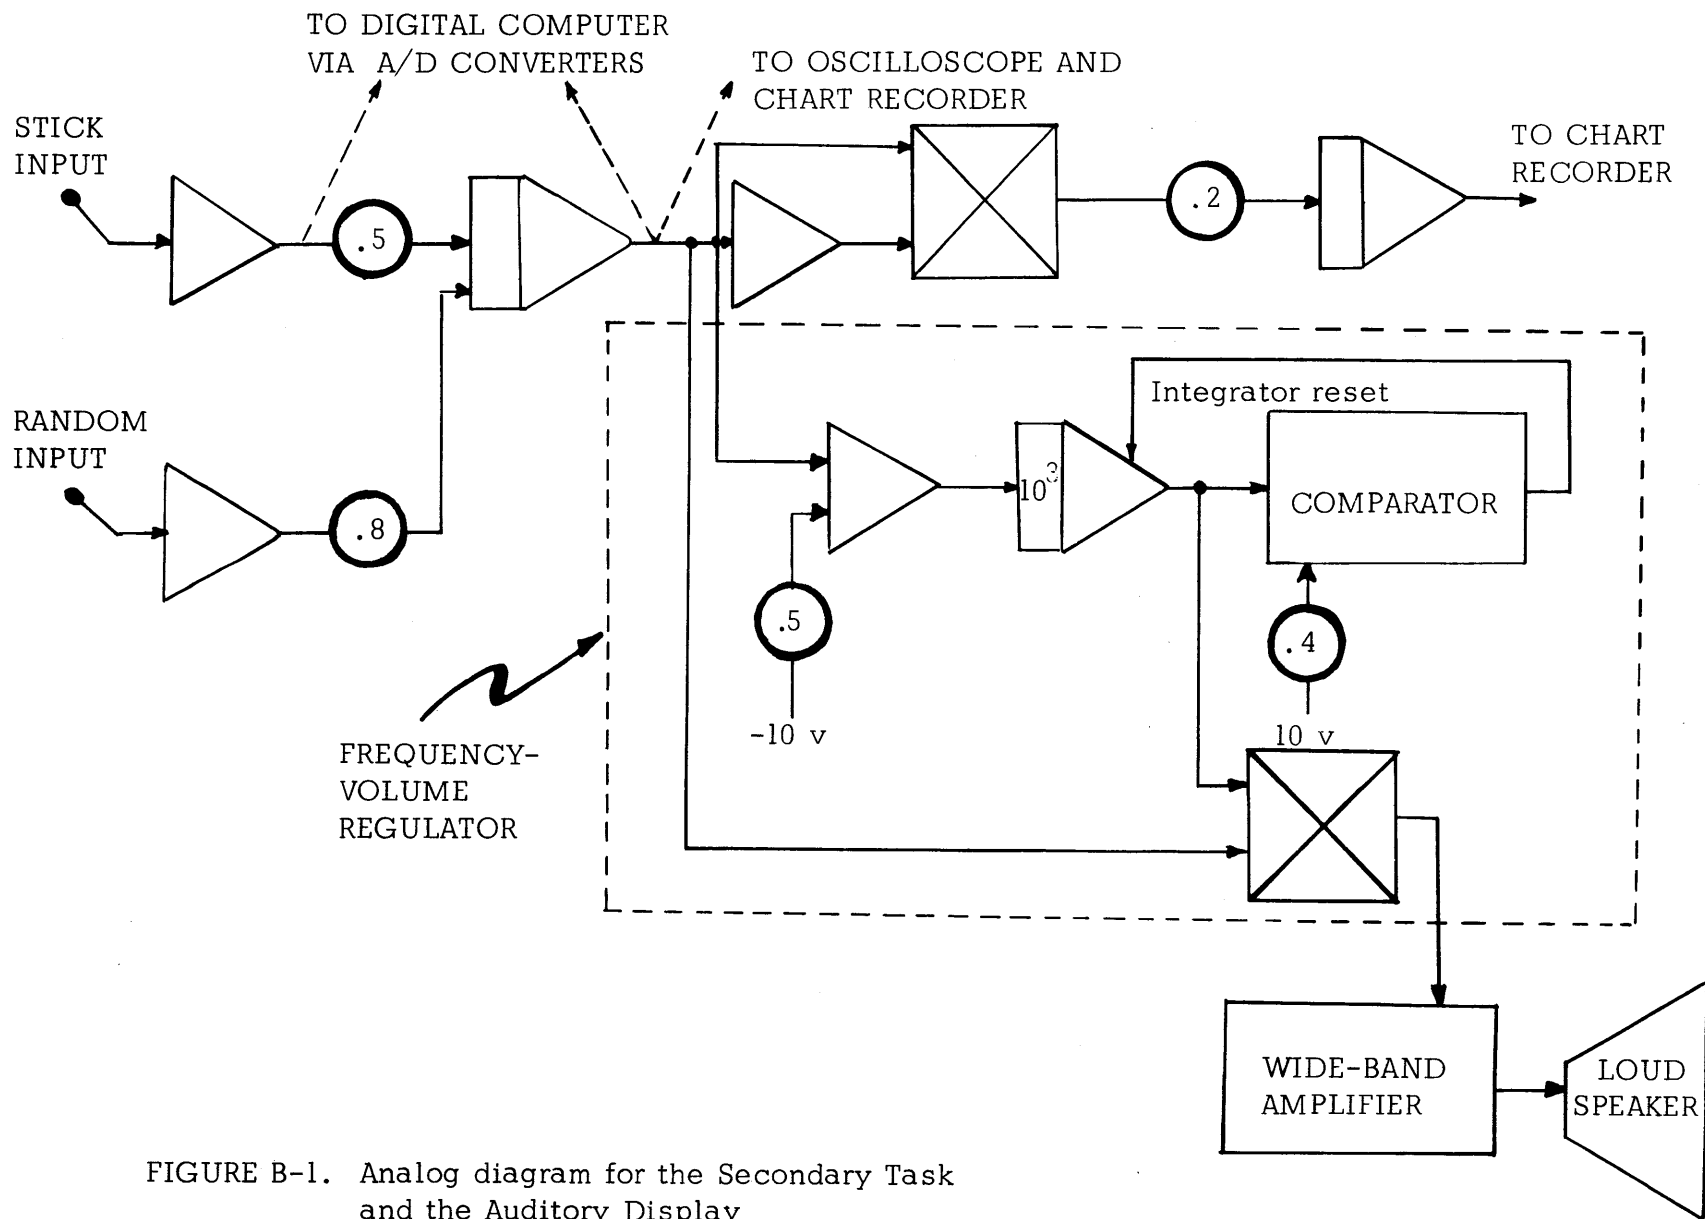 TO DIGITAL COMPUTER
VIA A/D CONVERTERS
TO OSCILLOSCOPE AND
CHART RECORDER
STICK
INPUT
TO CHART
RECORDER
.5
.2
Integrator reset
RANDOM
INPUT
10³
COMPARATOR
.8
.5
.4
-10 v
10 v
FREQUENCY-
VOLUME
REGULATOR
WIDE-BAND
AMPLIFIER
LOUD
SPEAKER
FIGURE B-1. Analog diagram for the Secondary Task
and the Auditory Display